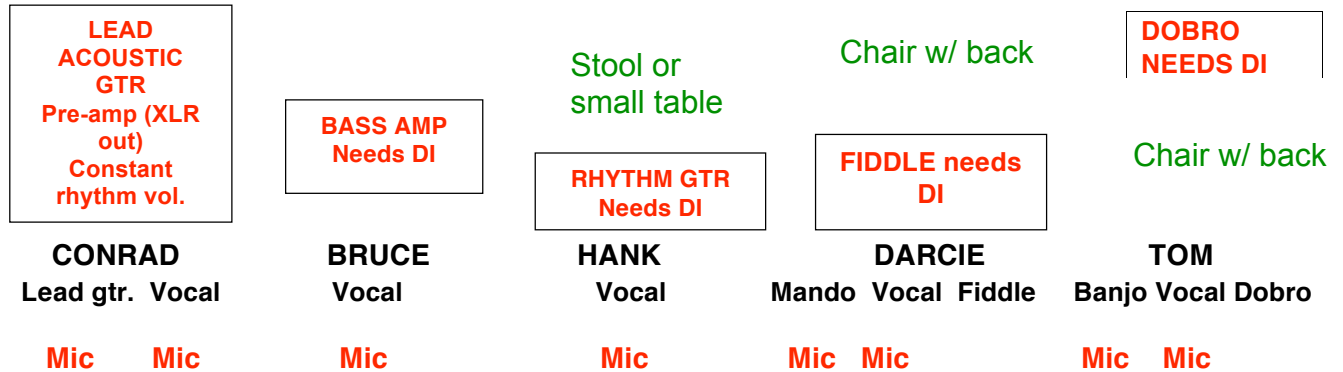 LEAD
ACOUSTIC
GTR
Pre-amp (XLR
out)
Constant
rhythm vol.
BASS AMP
Needs DI
Stool or
small table
RHYTHM GTR
Needs DI
Chair w/ back
FIDDLE needs
DI
DOBRO
NEEDS DI
Chair w/ back
CONRAD BRUCE HANK DARCIE TOM
Lead gtr. Vocal Vocal Vocal Mando Vocal Fiddle Banjo Vocal Dobro
Mic Mic Mic Mic Mic Mic Mic Mic